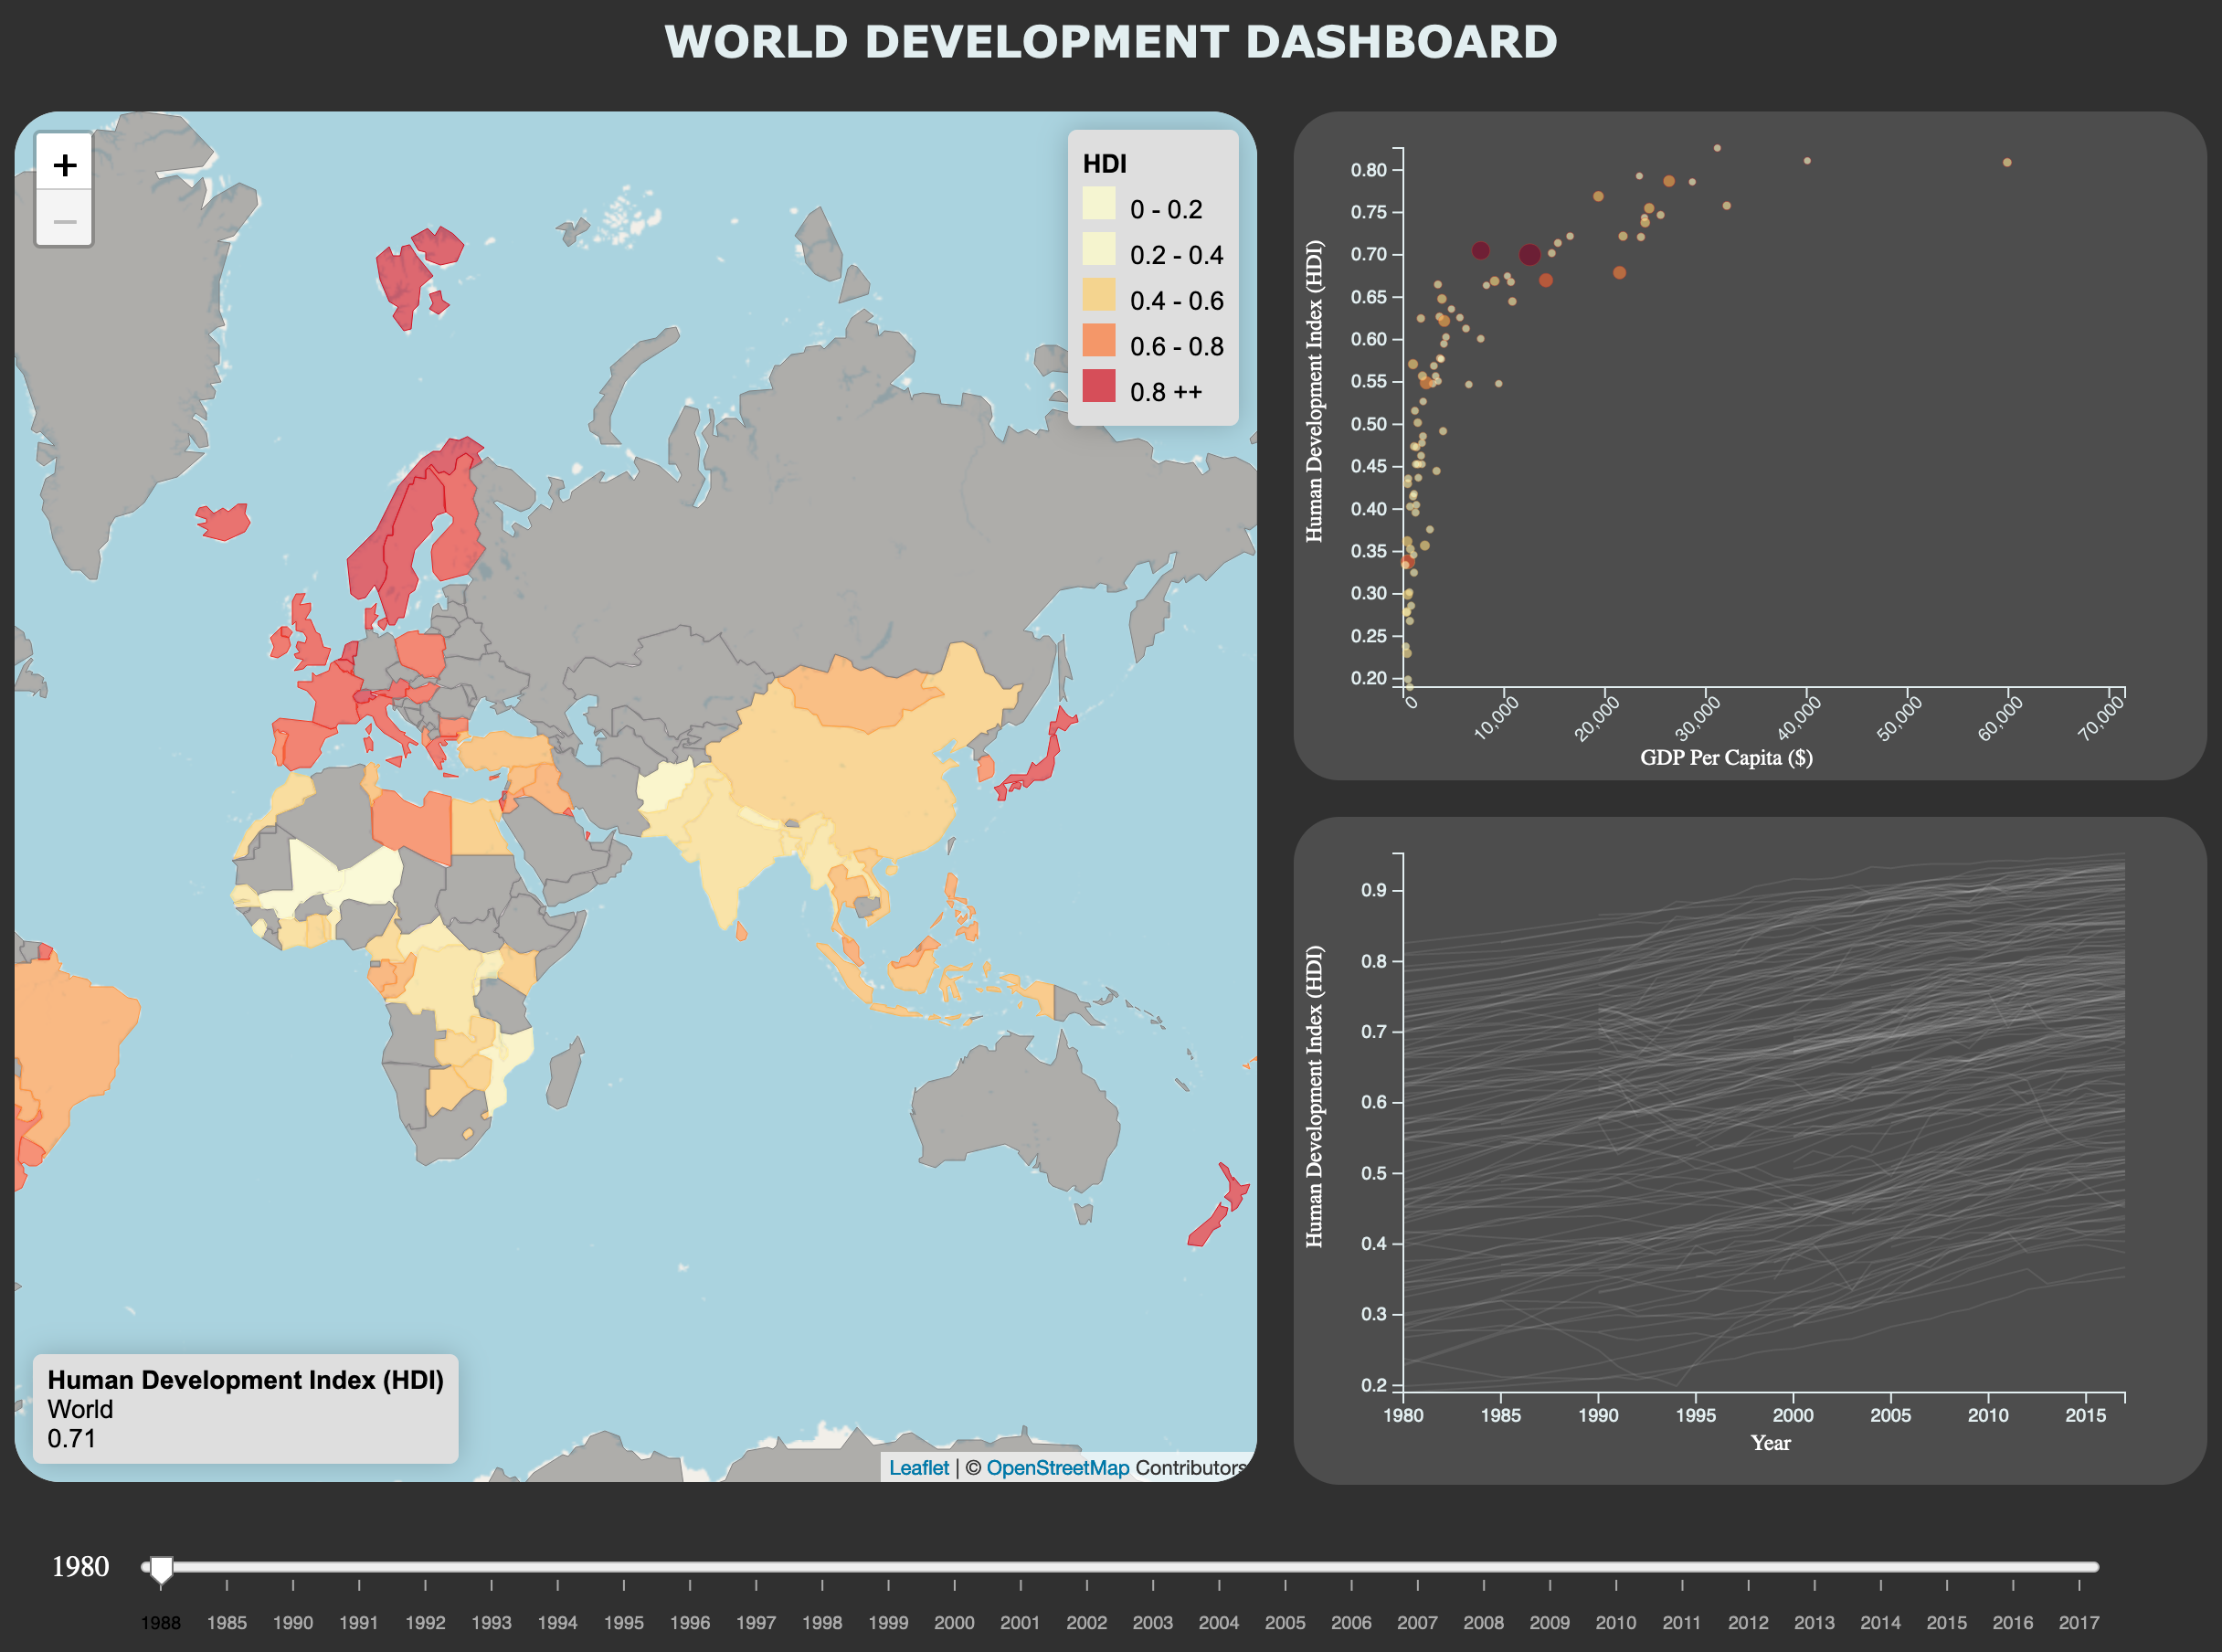 WORLD DEVELOPMENT DASHBOARD
+
−
HDI
0 - 0.2
0.2 - 0.4
0.4 - 0.6
0.6 - 0.8
0.8 ++
Human Development Index (HDI)
World
0.71
Leaflet | © OpenStreetMap Contributors
Human Development Index (HDI)
0.80
0.75
0.70
0.65
0.60
0.55
0.50
0.45
0.40
0.35
0.30
0.25
0.20
0 10,000 20,000 30,000 40,000 50,000 60,000 70,000
GDP Per Capita ($)
Human Development Index (HDI)
0.9
0.8
0.7
0.6
0.5
0.4
0.3
0.2
1980 1985 1990 1995 2000 2005 2010 2015
Year
1980
1988 1985 1990 1991 1992 1993 1994 1995 1996 1997 1998 1999 2000 2001 2002 2003 2004 2005 2006 2007 2008 2009 2010 2011 2012 2013 2014 2015 2016 2017